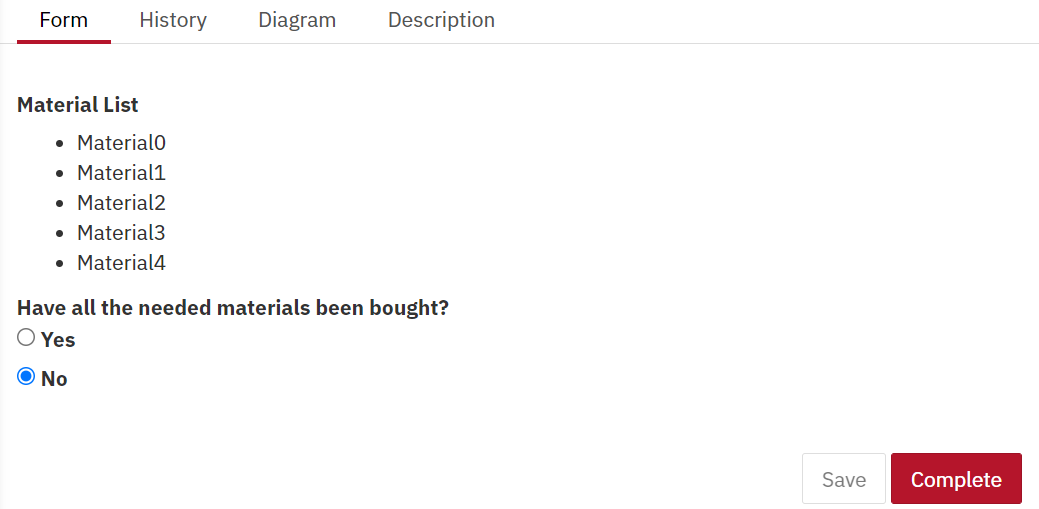 Form History Diagram Description
Material List
Material0
Material1
Material2
Material3
Material4
Have all the needed materials been bought?
Yes
No
Save Complete